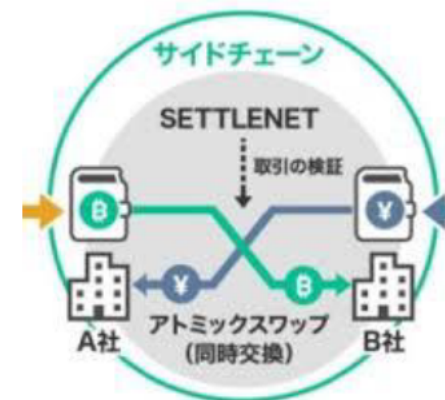 サイドチェーン
SETTLENET
取引の検証
₿
¥
¥
₿
A社
アトミックスワップ
(同時交換)
B社